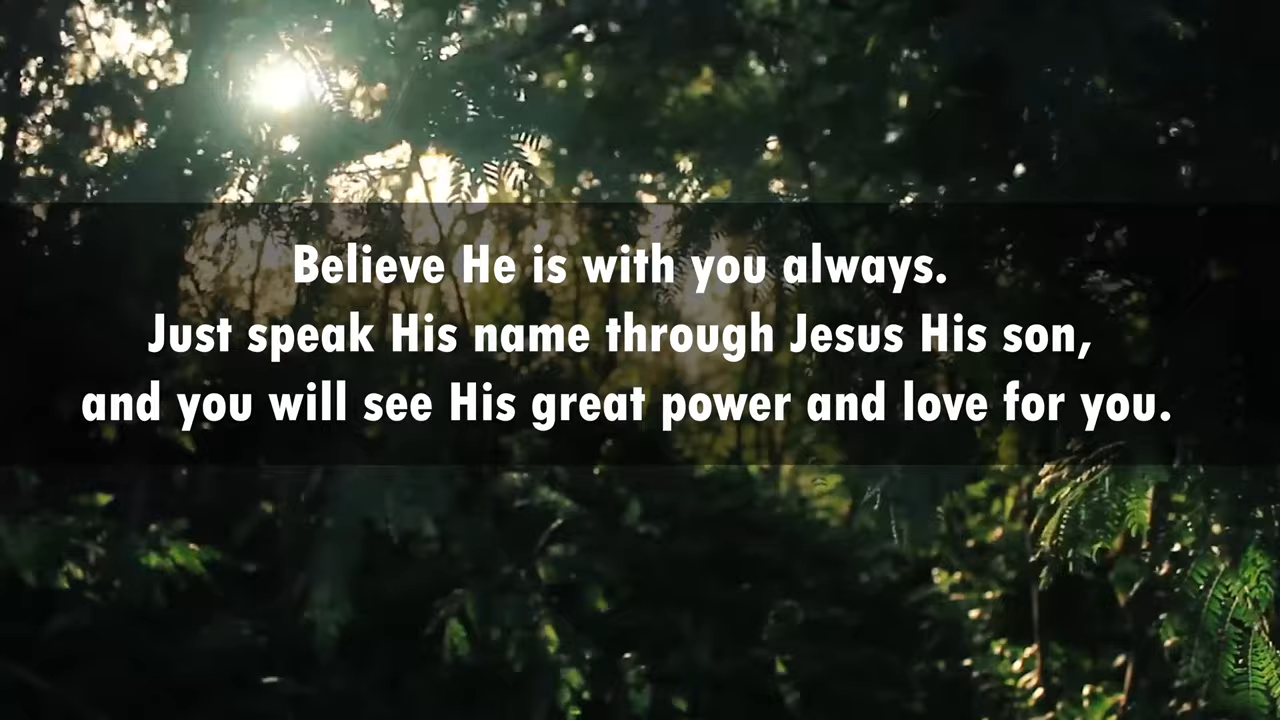 Believe He is with you always.
Just speak His name through Jesus His son,
and you will see His great power and love for you.